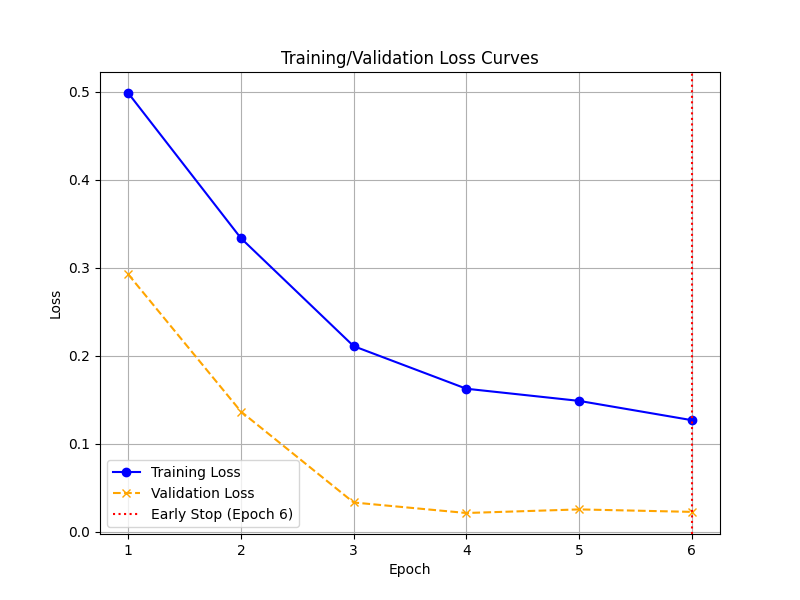 Training/Validation Loss Curves
0.5
0.4
0.3
0.2
0.1
0.0
Loss
Training Loss
Validation Loss
Early Stop (Epoch 6)
1 2 3 4 5 6
Epoch